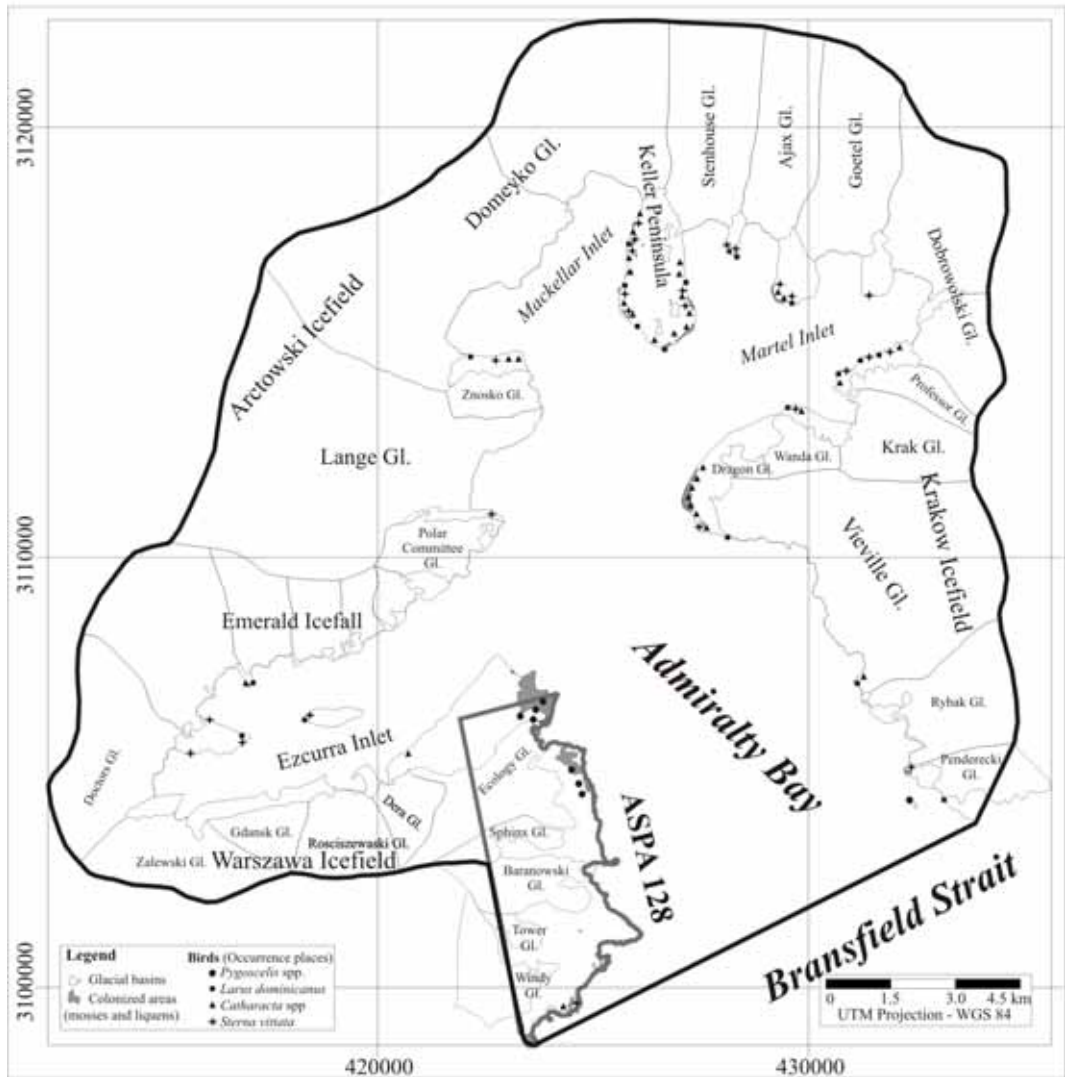 3120000
3110000
3100000
420000
430000
Domeyko Gl.
Mackellar Inlet
Keller Peninsula
Stenhouse Gl.
Ajax Gl.
Goetel Gl.
Dobrowolski Gl.
Martel Inlet
Arctowski Icefield
Znosko Gl.
Professor Gl.
Krak Gl.
Wanda Gl.
Dragon Gl.
Lange Gl.
Krakow Icefield
Vieville Gl.
Polar
Committee
Gl.
Emerald Icefall
Admiralty Bay
Rybak Gl.
Penderecki
Gl.
Ezcurra Inlet
Doctors Gl.
Ecology Gl.
Dera Gl.
Gdansk Gl.
Rosciszewaski Gl.
Zalewski Gl.
Warszawa Icefield
Sphinx Gl.
Baranowski
Gl.
ASPA 128
Tower
Gl.
Windy
Gl.
Bransfield Strait
Legend
Glacial basins
Colonized areas
(mosses and liquens)
Birds (Occurrence places)
Pygoscelis spp.
Larus dominicanus
Catharacta spp
Sterna vittata
0 1.5 3.0 4.5 km
UTM Projection - WGS 84